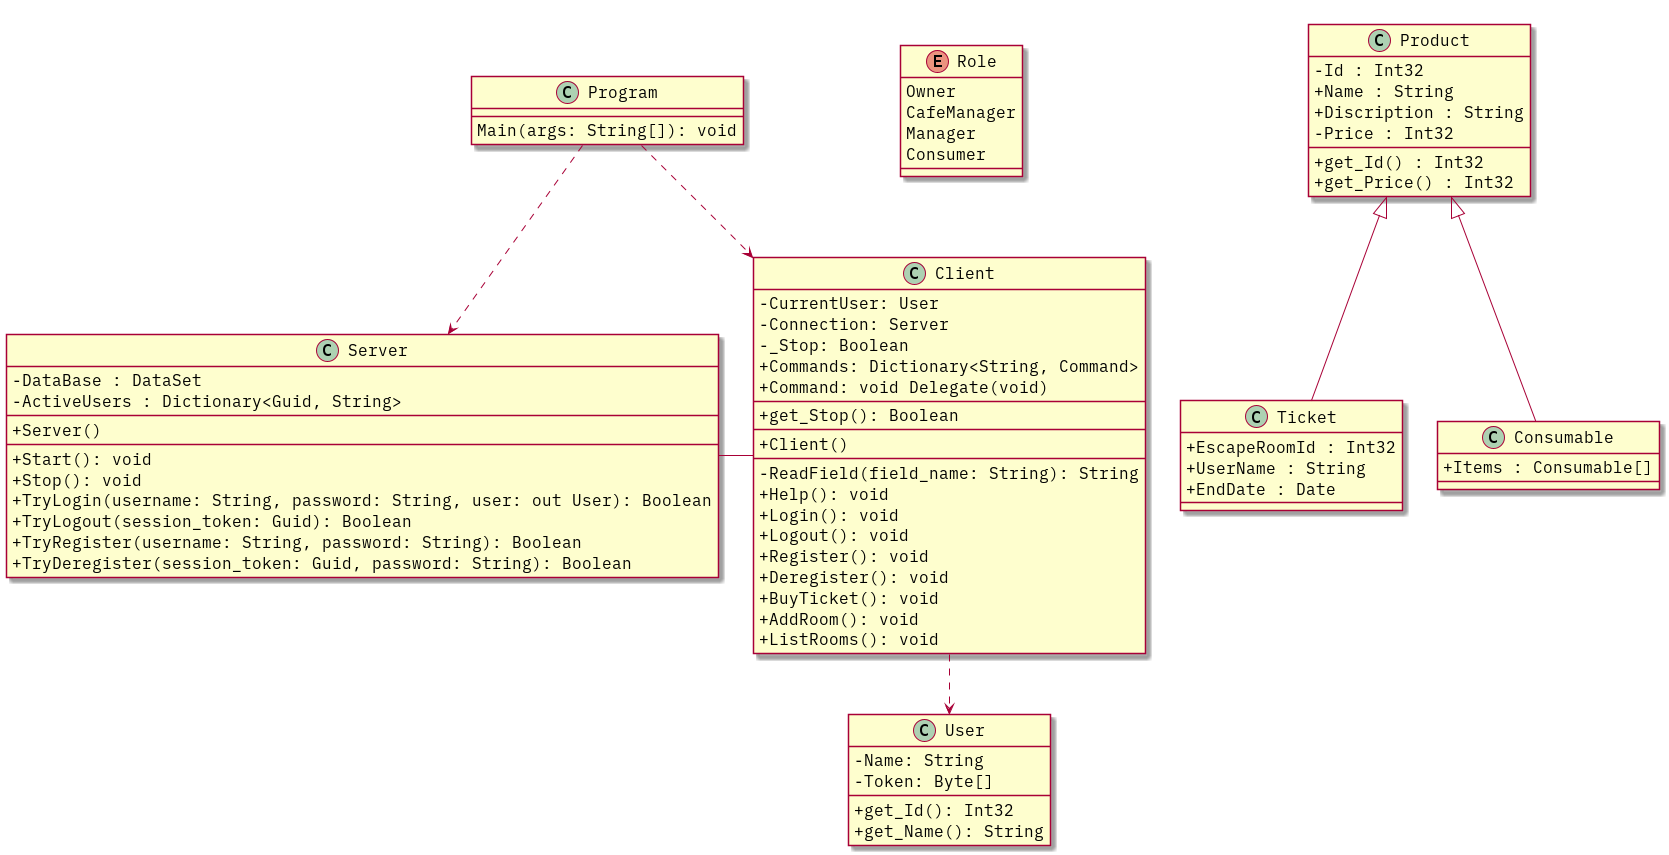 C Program
Main(args: String[]): void
E Role
Owner
CafeManager
Manager
Consumer
C Product
-Id : Int32
+Name : String
+Discription : String
-Price : Int32
+get_Id() : Int32
+get_Price() : Int32
C Server
-DataBase : DataSet
-ActiveUsers : Dictionary<Guid, String>
+Server()
+Start(): void
+Stop(): void
+TryLogin(username: String, password: String, user: out User): Boolean
+TryLogout(session_token: Guid): Boolean
+TryRegister(username: String, password: String): Boolean
+TryDeregister(session_token: Guid, password: String): Boolean
C Client
-CurrentUser: User
-Connection: Server
-_Stop: Boolean
+Commands: Dictionary<String, Command>
+Command: void Delegate(void)
+get_Stop(): Boolean
+Client()
-ReadField(field_name: String): String
+Help(): void
+Login(): void
+Logout(): void
+Register(): void
+Deregister(): void
+BuyTicket(): void
+AddRoom(): void
+ListRooms(): void
C Ticket
+EscapeRoomId : Int32
+UserName : String
+EndDate : Date
C Consumable
+Items : Consumable[]
C User
-Name: String
-Token: Byte[]
+get_Id(): Int32
+get_Name(): String